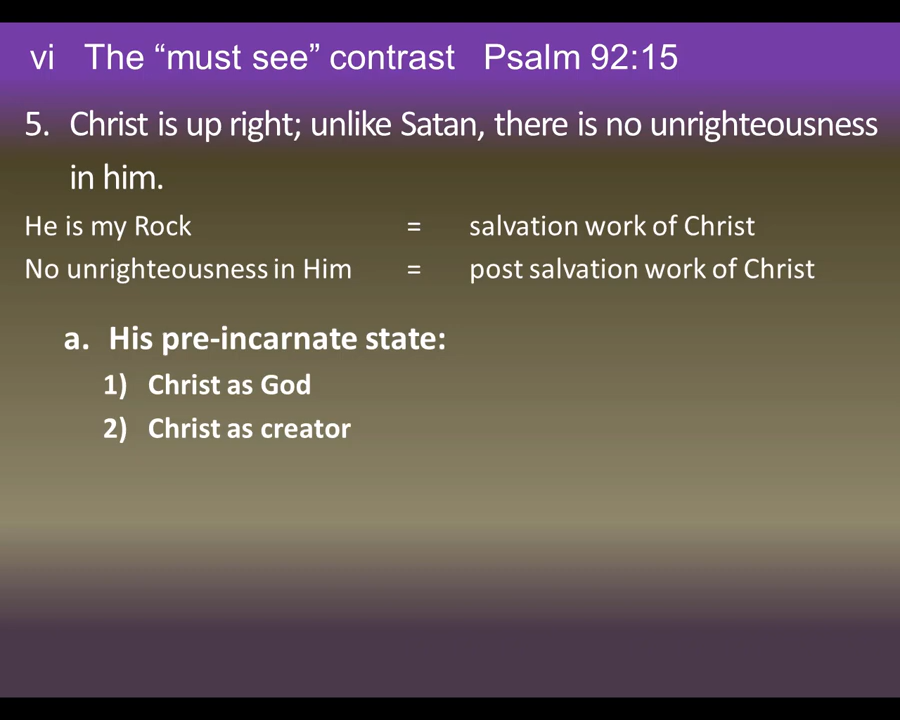 vi The “must see” contrast Psalm 92:15
5. Christ is up right; unlike Satan, there is no unrighteousness
in him.
He is my Rock = salvation work of Christ
No unrighteousness in Him = post salvation work of Christ
a. His pre-incarnate state:
1) Christ as God
2) Christ as creator